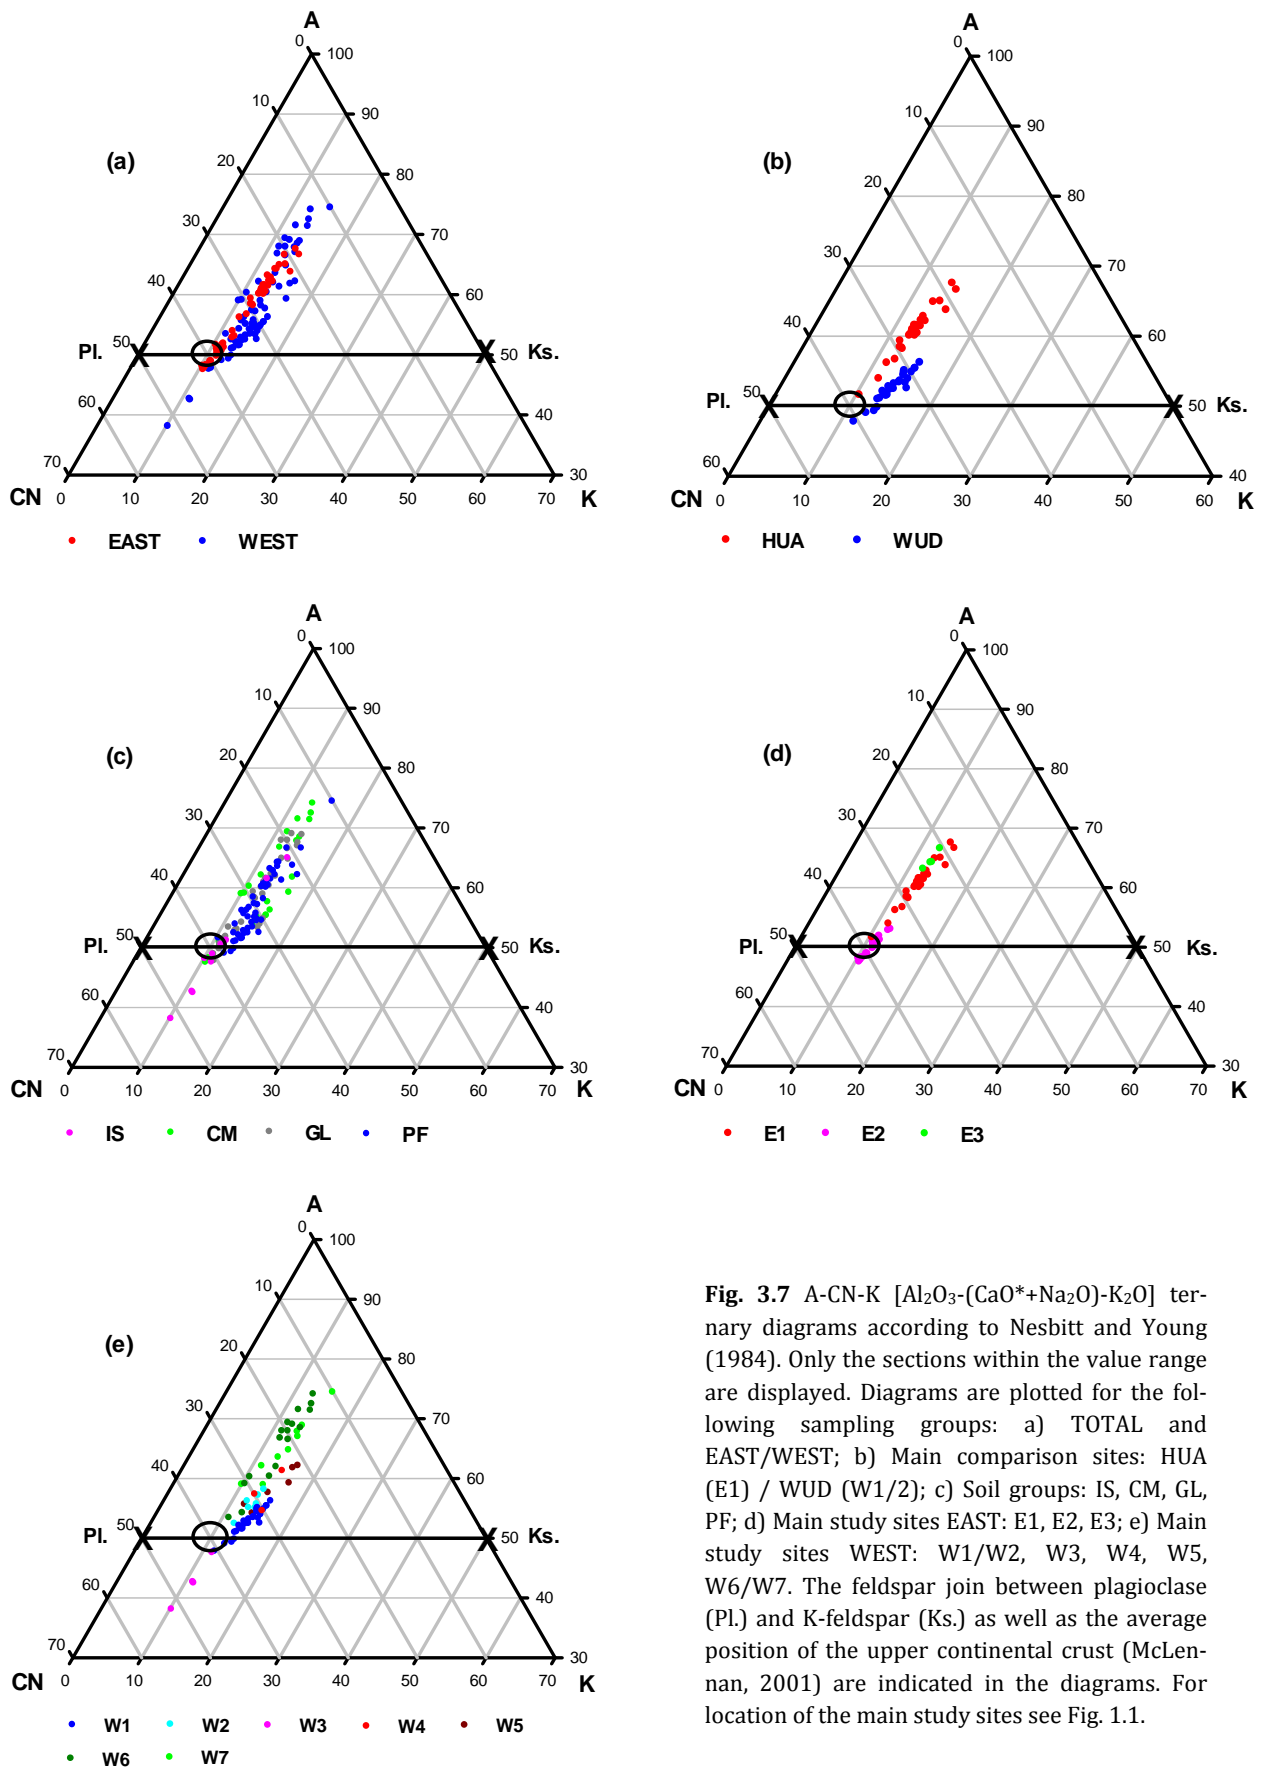 A
0
100
10
90
(a)
20
80
30
70
40
60
Pl.
50
X
X
50
Ks.
60
40
70
30
CN
0
10
20
30
40
50
60
70
K
EAST
WEST
A
0
100
10
90
(b)
20
80
30
70
40
60
Pl.
50
X
X
50
Ks.
60
40
CN
0
10
20
30
40
50
60
K
HUA
WUD
A
0
100
10
90
(c)
20
80
30
70
40
60
Pl.
50
X
X
50
Ks.
60
40
70
30
CN
0
10
20
30
40
50
60
70
K
IS
CM
GL
PF
A
0
100
10
90
(d)
20
80
30
70
40
60
Pl.
50
X
X
50
Ks.
60
40
70
30
CN
0
10
20
30
40
50
60
70
K
E1
E2
E3
A
0
100
10
90
(e)
20
80
30
70
40
60
Pl.
50
X
X
50
Ks.
60
40
70
30
CN
0
10
20
30
40
50
60
70
K
W1
W2
W3
W4
W5
W6
W7
Fig. 3.7 A-CN-K [Al₂O₃-(CaO*+Na₂O)-K₂O] ter-
nary diagrams according to Nesbitt and Young
(1984). Only the sections within the value range
are displayed. Diagrams are plotted for the fol-
lowing sampling groups: a) TOTAL and
EAST/WEST; b) Main comparison sites: HUA
(E1) / WUD (W1/2); c) Soil groups: IS, CM, GL,
PF; d) Main study sites EAST: E1, E2, E3; e) Main
study sites WEST: W1/W2, W3, W4, W5,
W6/W7. The feldspar join between plagioclase
(Pl.) and K-feldspar (Ks.) as well as the average
position of the upper continental crust (McLen-
nan, 2001) are indicated in the diagrams. For
location of the main study sites see Fig. 1.1.